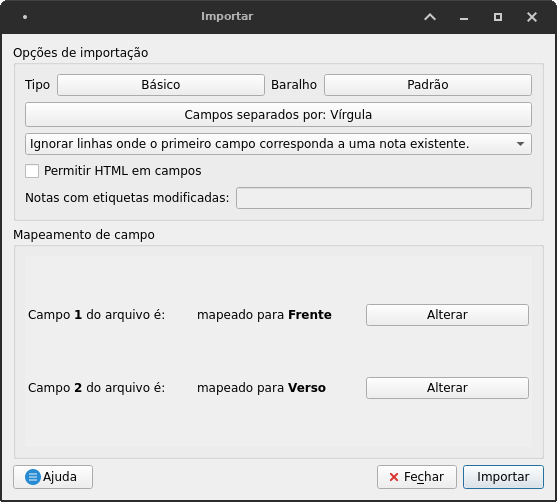 Importar
Opções de importação
Tipo Básico Baralho Padrão
Campos separados por: Vírgula
Ignorar linhas onde o primeiro campo corresponda a uma nota existente.
Permitir HTML em campos
Notas com etiquetas modificadas:
Mapeamento de campo
Campo 1 do arquivo é: mapeado para Frente Alterar
Campo 2 do arquivo é: mapeado para Verso Alterar
Ajuda Fechar Importar